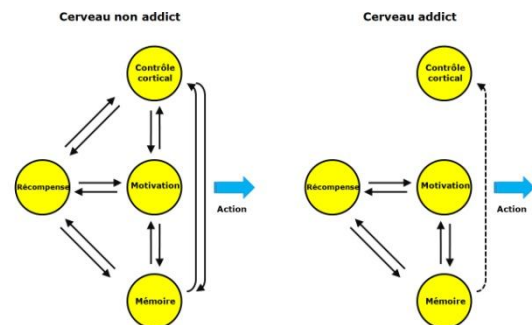 Cerveau non addict
Contrôle
cortical
Récompense
Motivation
Action
Mémoire
Cerveau addict
Contrôle
cortical
Récompense
Motivation
Action
Mémoire